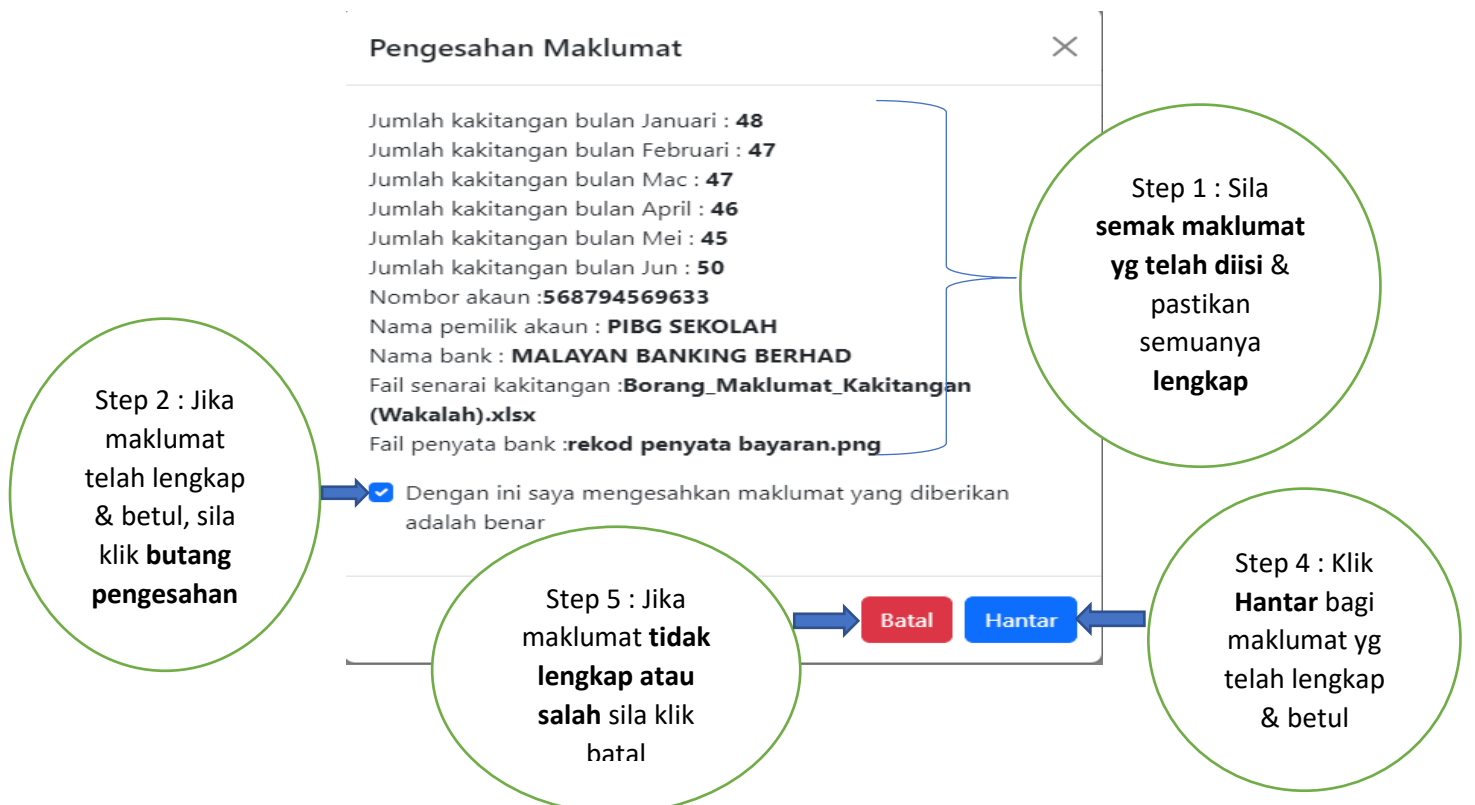 Pengesahan Maklumat
Jumlah kakitangan bulan Januari : 48
Jumlah kakitangan bulan Februari : 47
Jumlah kakitangan bulan Mac : 47
Jumlah kakitangan bulan April : 46
Jumlah kakitangan bulan Mei : 45
Jumlah kakitangan bulan Jun : 50
Nombor akaun :568794569633
Nama pemilik akaun : PIBG SEKOLAH
Nama bank : MALAYAN BANKING BERHAD
Fail senarai kakitangan :Borang_Maklumat_Kakitangan
(Wakalah).xlsx
Fail penyata bank :rekod penyata bayaran.png
Dengan ini saya mengesahkan maklumat yang diberikan
adalah benar
Batal
Hantar
Step 1 : Sila
semak maklumat
yg telah diisi &
pastikan
semuanya
lengkap
Step 2 : Jika
maklumat
telah lengkap
& betul, sila
klik butang
pengesahan
Step 5 : Jika
maklumat tidak
lengkap atau
salah sila klik
batal
Step 4 : Klik
Hantar bagi
maklumat yg
telah lengkap
& betul